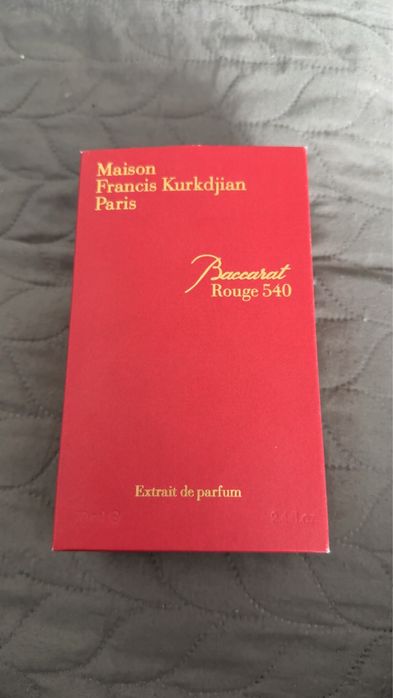 Maison
Francis Kurkdjian
Paris
Baccarat
Rouge 540
Extrait de parfum